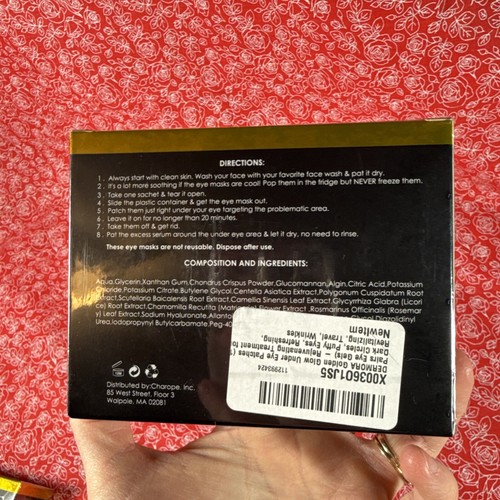 DIRECTIONS:
1 . Always start with clean skin. Wash your face with your favorite face wash & pat it dry.
2 . It's a lot more soothing if the eye masks are cool! Pop them in the fridge but NEVER freeze them.
3 . Take one sachet & tear it open.
4 . Slide the plastic container & get the eye mask out.
5 . Patch them just right under your eye targeting the problematic area.
6 . Leave it on for no longer than 20 minutes.
7 . Take them off & get rid.
8 . Pat the excess serum around the under eye area & let it dry, no need to rinse.
These eye masks are not reusable. Dispose after use.
COMPOSITION AND INGREDIENTS:
Aqua,Glycerin,Xanthan Gum,Chondrus Crispus Powder,Glucomannan,Algin,Citric Acid,Potassium
Chloride,Potassium Citrate,Butylene Glycol,Centella Asiatica Extract,Polygonum Cuspidatum Root
Extract,Scutellaria Baicalensis Root Extract,Camellia Sinensis Leaf Extract,Glycyrrhiza Glabra (Licori
ce) Root Extract,Chamomilla Recutita Flower Extract ,Rosmarinus Officinalis (Rosemar
y) Leaf Extract,Sodium Hyaluronate, Glycol Diazolidinyl
Urea,Iodopropynyl Butylcarbamate,
Distributed by:Charope. Inc.
85 West Street, Floor 3
Walpole, MA 02081
X003601JS5
DERMORA Golden Glow Under Eye Patches (
Pairs Eye Gels) – Rejuvenating Treatment fo
Dark Circles, Puffy Eyes, Refreshing,
Revitalizing, Travel, Wrinkles
NewItem
112993424